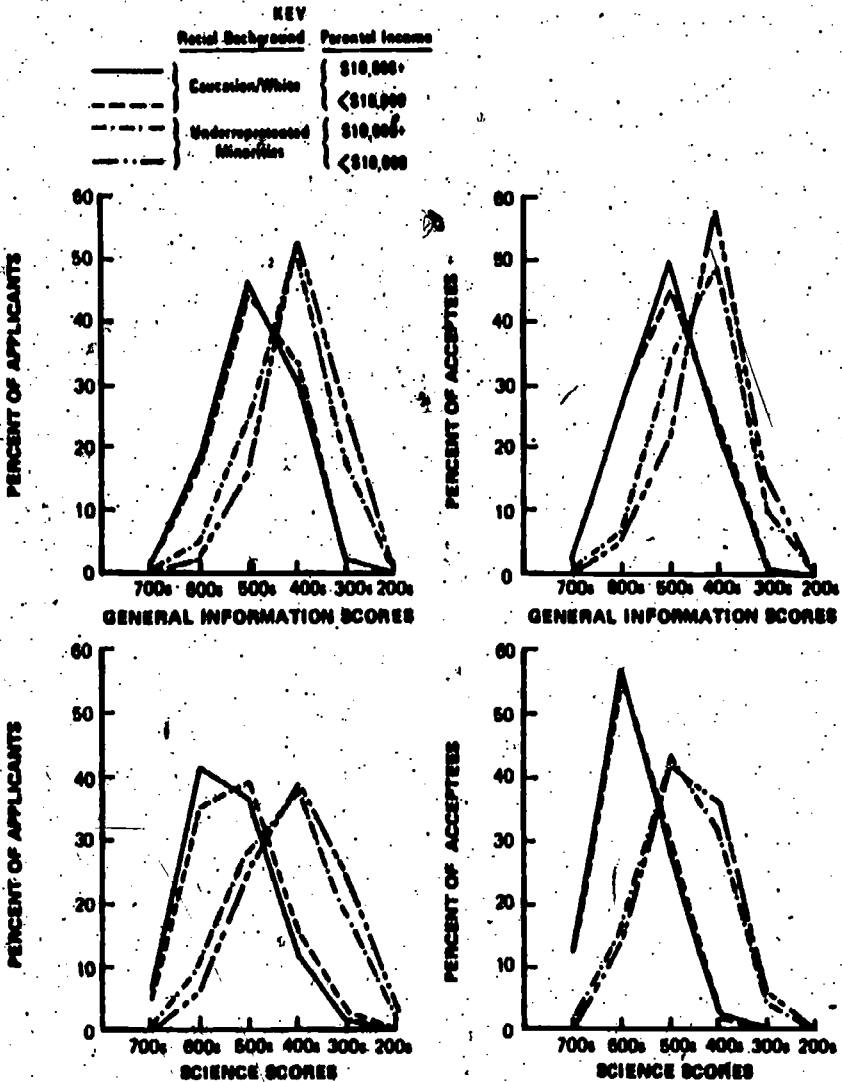 KEY
Racial Background Parental Income
Caucasian/White
$10,000+
<$10,000
Underrepresented
Minorities
$10,000+
<$10,000
60
50
40
30
20
10
0
PERCENT OF APPLICANTS
700s 600s 500s 400s 300s 200s
GENERAL INFORMATION SCORES
60
50
40
30
20
10
0
PERCENT OF ACCEPTEES
700s 600s 500s 400s 300s 200s
GENERAL INFORMATION SCORES
60
50
40
30
20
10
0
PERCENT OF APPLICANTS
700s 600s 500s 400s 300s 200s
SCIENCE SCORES
60
50
40
30
20
10
0
PERCENT OF ACCEPTEES
700s 600s 500s 400s 300s 200s
SCIENCE SCORES